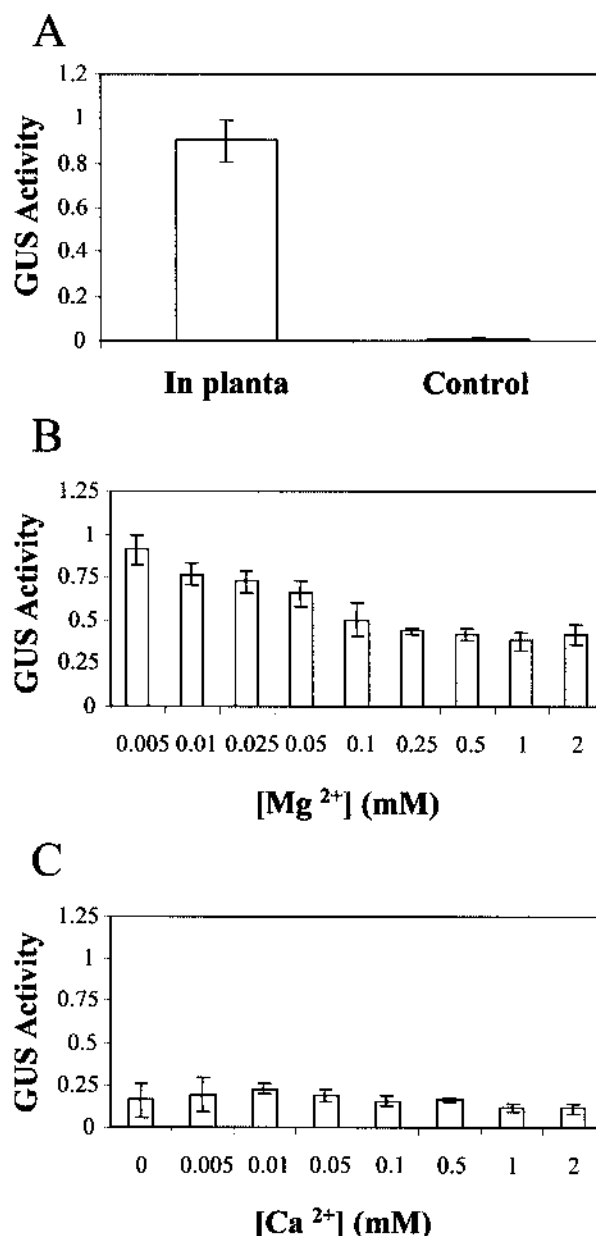 A
GUS Activity
1.2
1
0.8
0.6
0.4
0.2
0
In planta Control
B
GUS Activity
1.25
1
0.75
0.5
0.25
0
0.005 0.01 0.025 0.05 0.1 0.25 0.5 1 2
[Mg 2+] (mM)
C
GUS Activity
1.25
1
0.75
0.5
0.25
0
0 0.005 0.01 0.05 0.1 0.5 1 2
[Ca 2+] (mM)